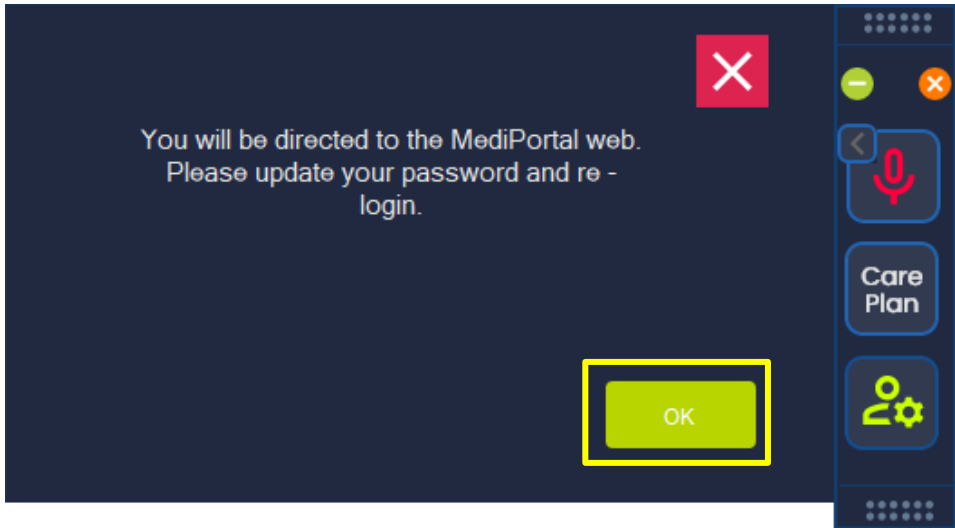 You will be directed to the MediPortal web.
Please update your password and re -
login.
OK
Care
Plan